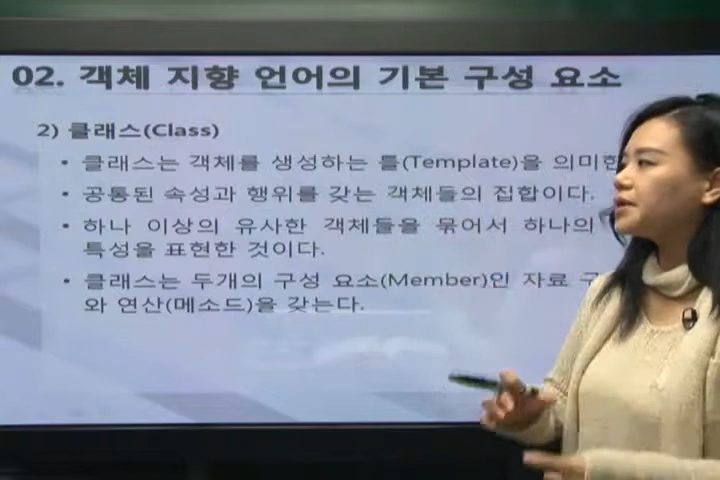 02. 객체 지향 언어의 기본 구성 요소
2) 클래스(Class)
• 클래스는 객체를 생성하는 틀(Template)을 의미한
• 공통된 속성과 행위를 갖는 객체들의 집합이다.
• 하나 이상의 유사한 객체들을 묶어서 하나의
특성을 표현한 것이다.
• 클래스는 두개의 구성 요소(Member)인 자료 구
와 연산(메소드)을 갖는다.